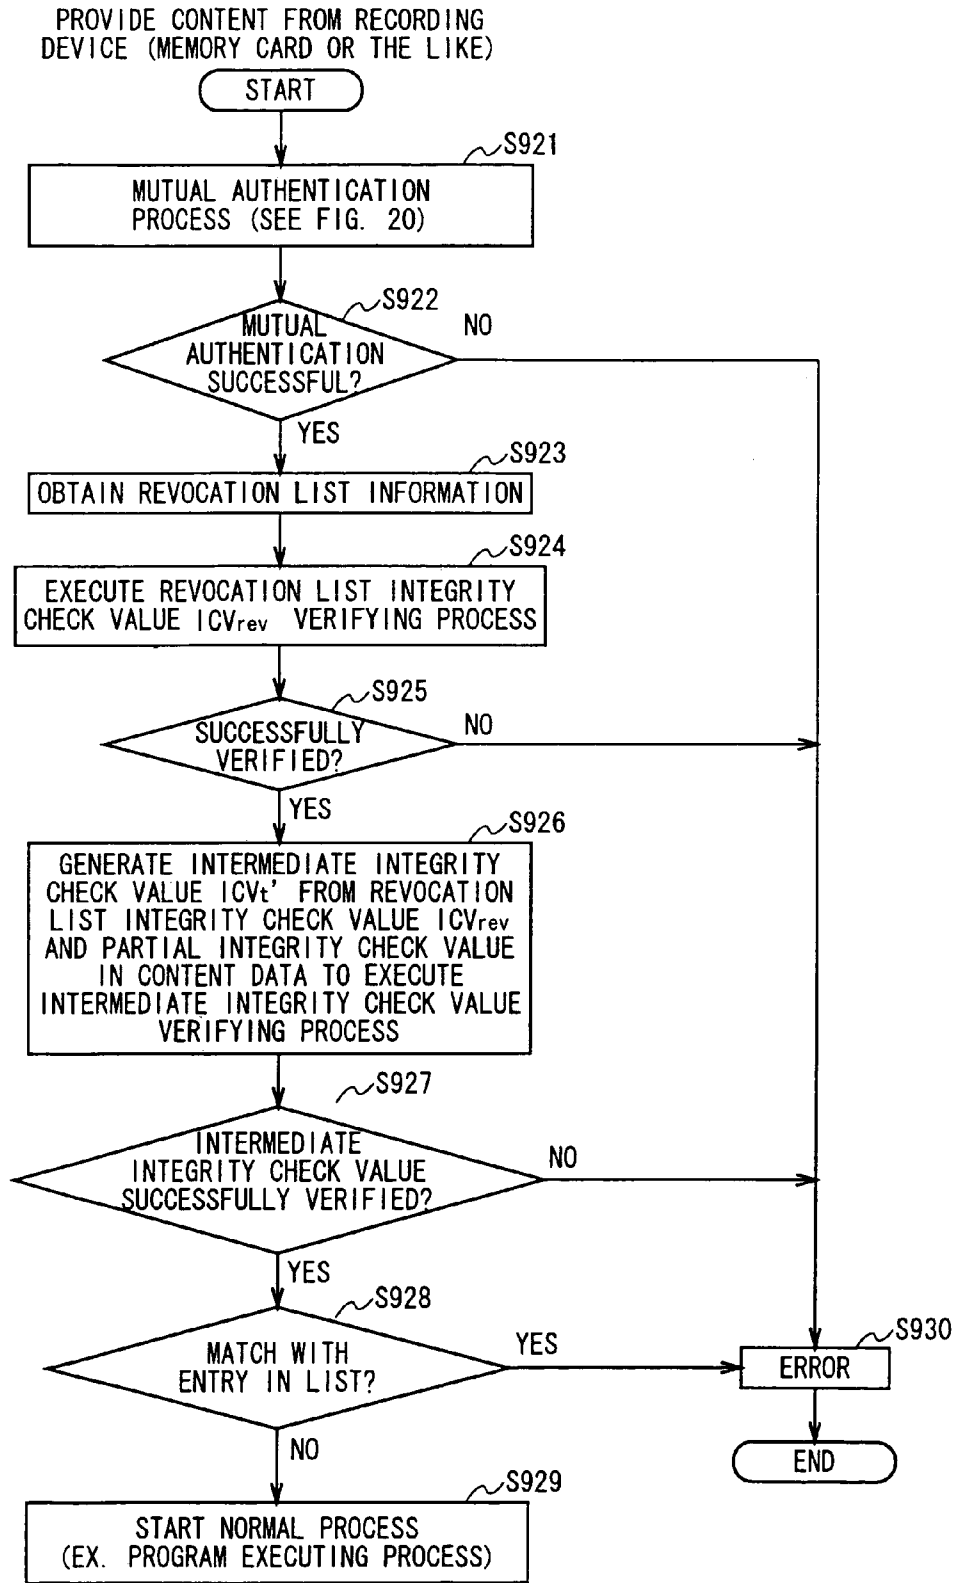 PROVIDE CONTENT FROM RECORDING
DEVICE (MEMORY CARD OR THE LIKE)
START
S921
MUTUAL AUTHENTICATION
PROCESS (SEE FIG. 20)
S922
MUTUAL
AUTHENTICATION
SUCCESSFUL?
NO
YES
S923
OBTAIN REVOCATION LIST INFORMATION
S924
EXECUTE REVOCATION LIST INTEGRITY
CHECK VALUE ICVrev VERIFYING PROCESS
S925
SUCCESSFULLY
VERIFIED?
NO
YES
S926
GENERATE INTERMEDIATE INTEGRITY
CHECK VALUE ICVt' FROM REVOCATION
LIST INTEGRITY CHECK VALUE ICVrev
AND PARTIAL INTEGRITY CHECK VALUE
IN CONTENT DATA TO EXECUTE
INTERMEDIATE INTEGRITY CHECK VALUE
VERIFYING PROCESS
S927
INTERMEDIATE
INTEGRITY CHECK VALUE
SUCCESSFULLY VERIFIED?
NO
YES
S928
MATCH WITH
ENTRY IN LIST?
YES
S930
ERROR
NO
END
S929
START NORMAL PROCESS
(EX. PROGRAM EXECUTING PROCESS)